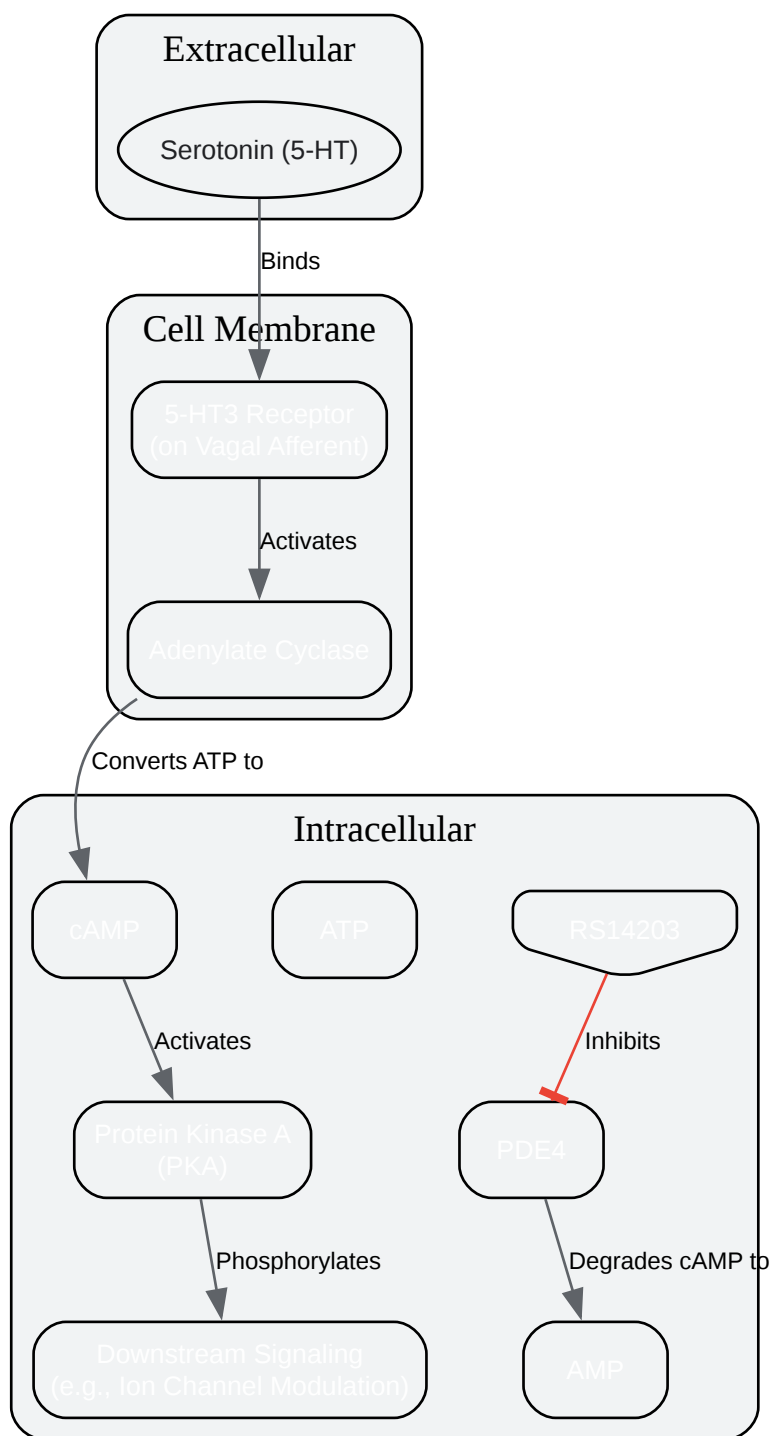 Extracellular
Serotonin (5-HT)
Binds
Cell Membrane
5-HT3 Receptor
(on Vagal Afferent)
Activates
Adenylate Cyclase
Converts ATP to
Intracellular
cAMP
ATP
RS14203
Activates
Inhibits
Protein Kinase A
(PKA)
PDE4
Phosphorylates
Degrades cAMP to
Downstream Signaling
(e.g., Ion Channel Modulation)
AMP